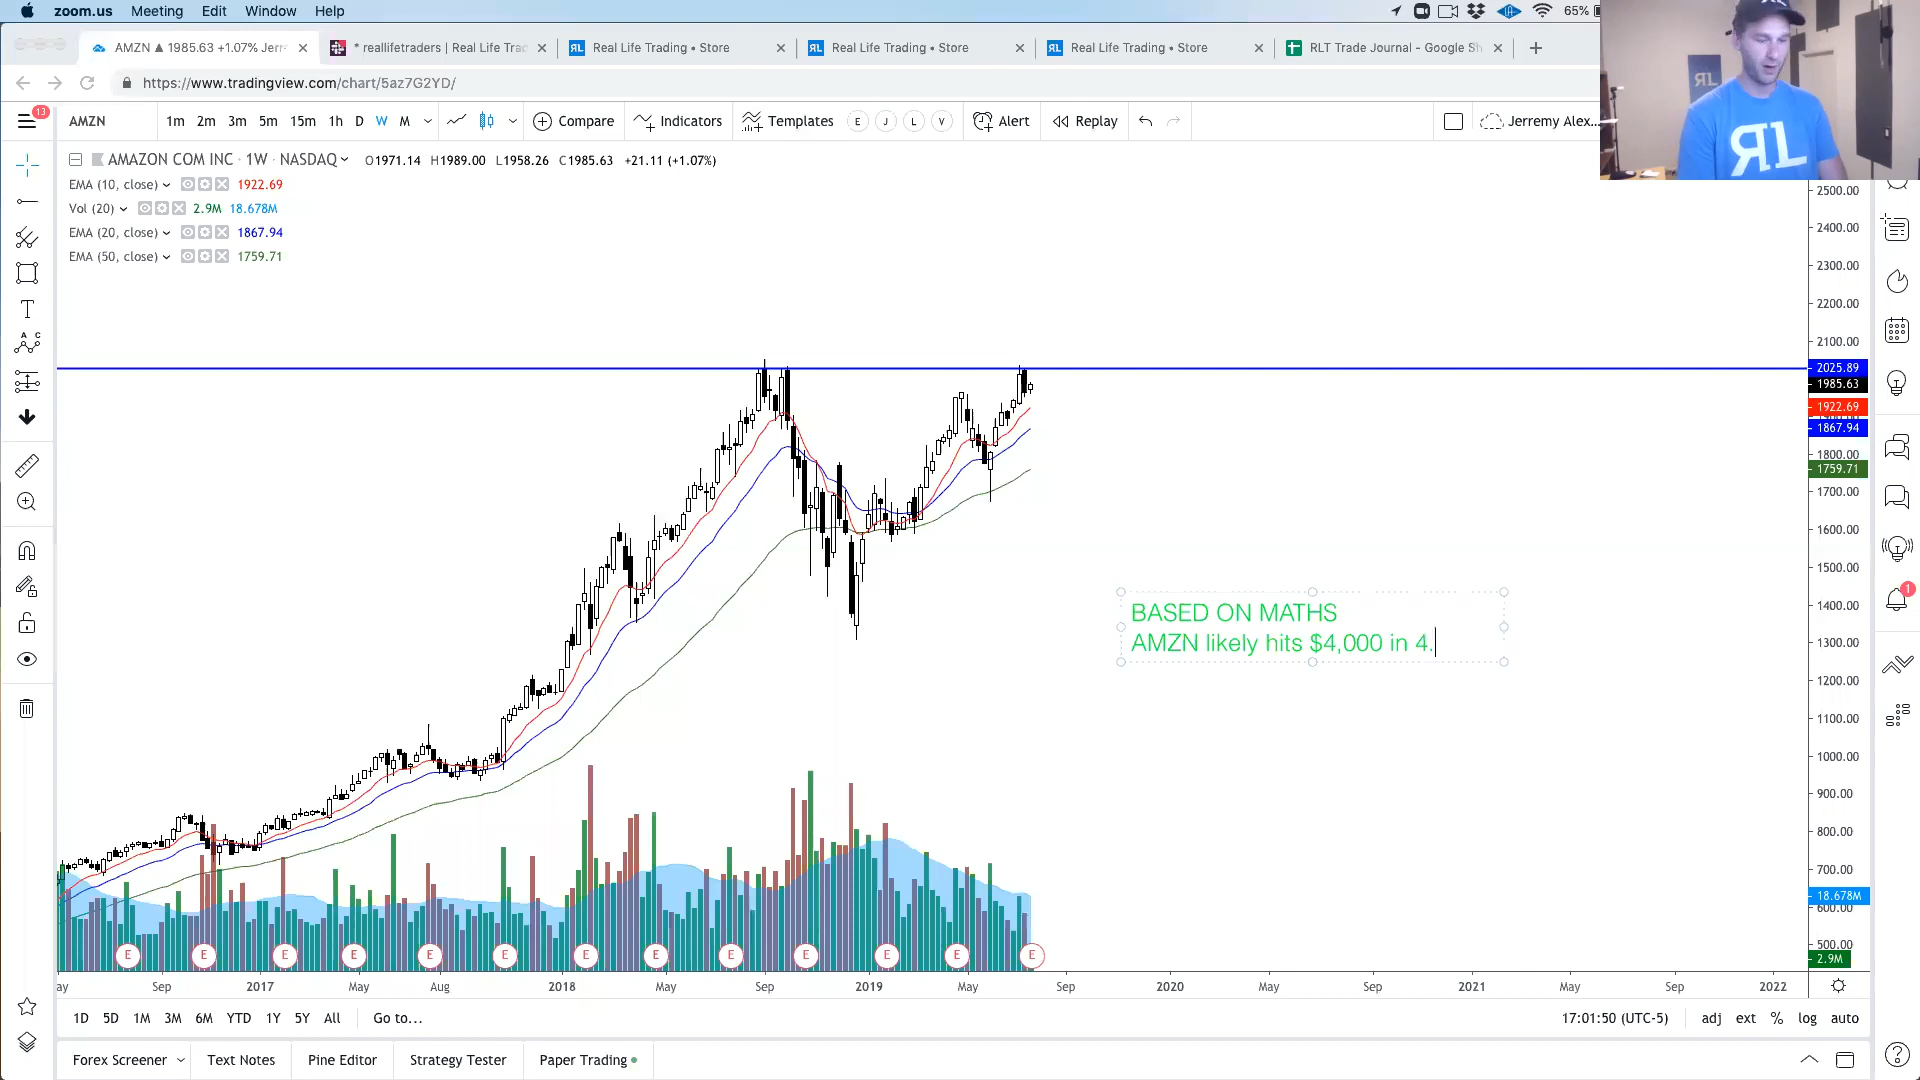 zoom.us Meeting Edit Window Help 65%
AMZN ▲ 1985.63 +1.07% Jerr
* reallifetraders | Real Life Trac
Real Life Trading • Store
Real Life Trading • Store
Real Life Trading • Store
RLT Trade Journal - Google Sh
https://www.tradingview.com/chart/5az7G2YD/
13
AMZN 1m 2m 3m 5m 15m 1h D W M Compare Indicators Templates E J L V Alert Replay Jerremy Alex...
RL
AMAZON COM INC · 1W · NASDAQ O1971.14 H1989.00 L1958.26 C1985.63 +21.11 (+1.07%)
EMA (10, close) 1922.69
Vol (20) 2.9M 18.678M
EMA (20, close) 1867.94
EMA (50, close) 1759.71
2500.00
2400.00
2300.00
2200.00
2100.00
2025.89
1985.63
1922.69
1867.94
1800.00
1759.71
1700.00
1600.00
1500.00
1400.00
1300.00
1200.00
1100.00
1000.00
900.00
800.00
700.00
18.678M
600.00
500.00
2.9M
1
BASED ON MATHS
AMZN likely hits $4,000 in 4.
E E E E E E E E E E E E E
ay Sep 2017 May Aug 2018 May Sep 2019 May Sep 2020 May Sep 2021 May Sep 2022
1D 5D 1M 3M 6M YTD 1Y 5Y All Go to... 17:01:50 (UTC-5) adj ext % log auto
Forex Screener Text Notes Pine Editor Strategy Tester Paper Trading